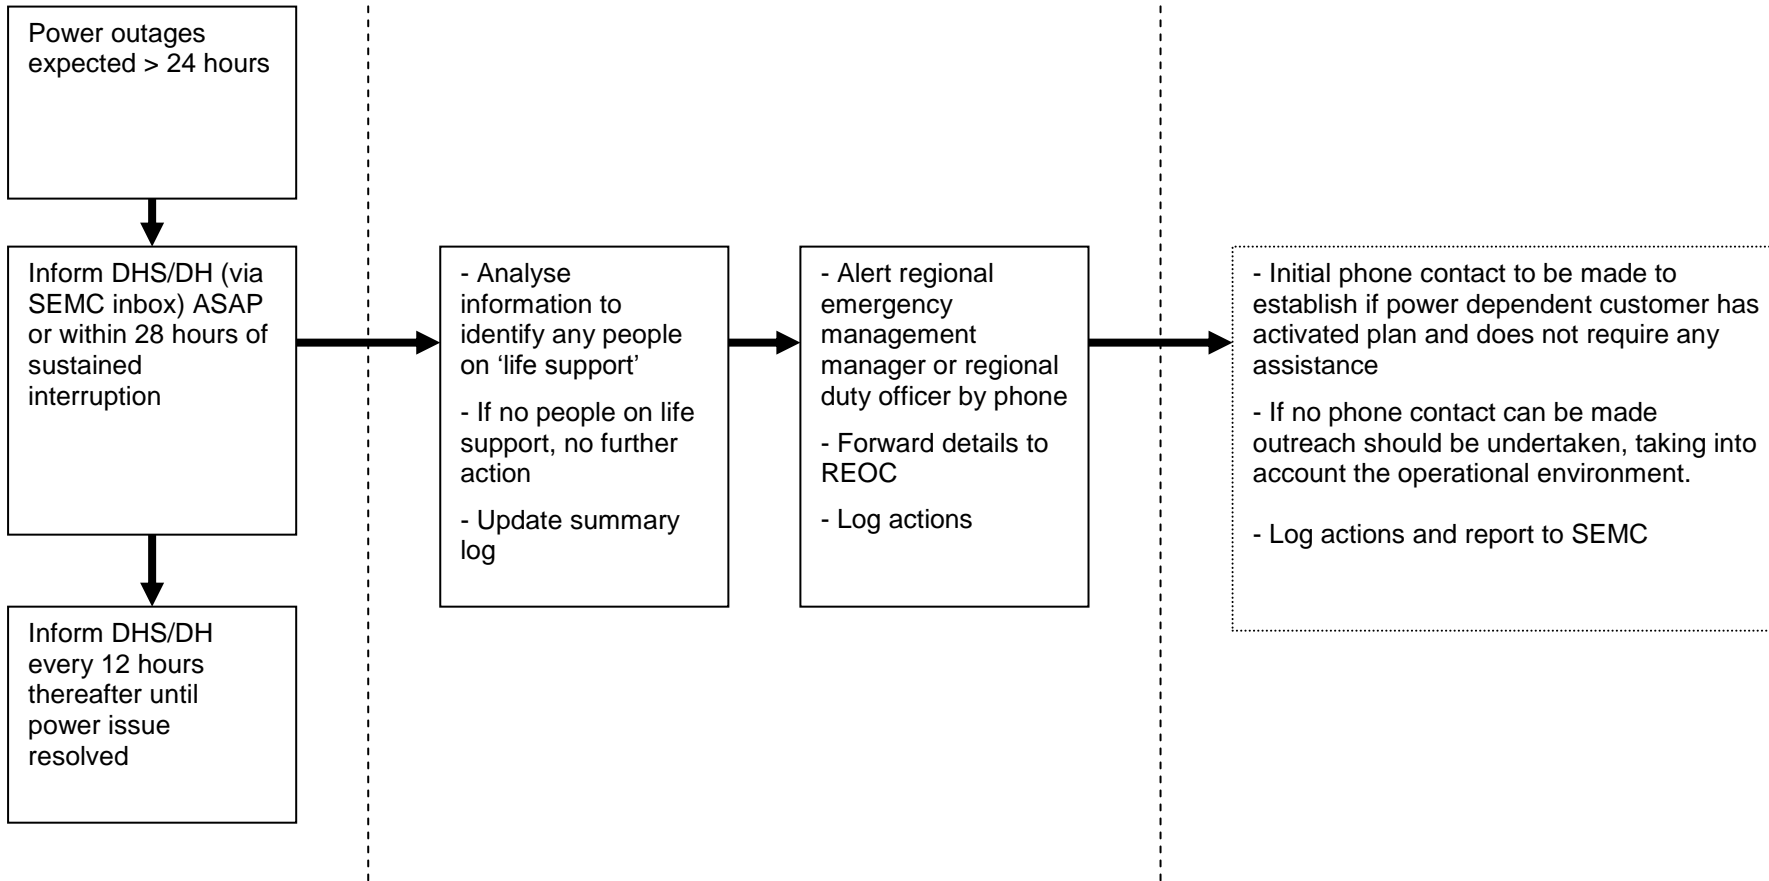 Power outages
expected > 24 hours
Inform DHS/DH (via
SEMC inbox) ASAP
or within 28 hours of
sustained
interruption
Inform DHS/DH
every 12 hours
thereafter until
power issue
resolved
- Analyse
information to
identify any people
on ‘life support’
- If no people on life
support, no further
action
- Update summary
log
- Alert regional
emergency
management
manager or regional
duty officer by phone
- Forward details to
REOC
- Log actions
- Initial phone contact to be made to
establish if power dependent customer has
activated plan and does not require any
assistance
- If no phone contact can be made
outreach should be undertaken, taking into
account the operational environment.
- Log actions and report to SEMC